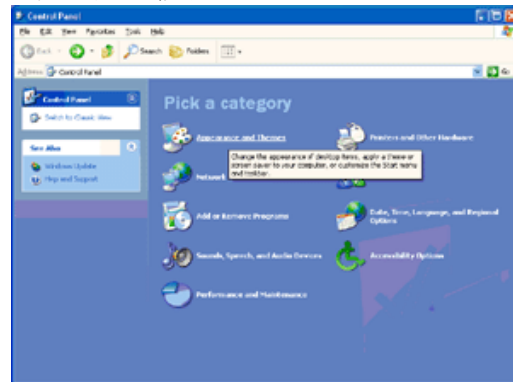 Control Panel
File Edit View Favorites Tools Help
Back Search Folders
Address Control Panel Go
Control Panel
Switch to Classic View
See Also
Windows Update
Help and Support
Pick a category
Appearance and Themes
Printers and Other Hardware
Change the appearance of desktop items, apply a theme or
screen saver to your computer, or customize the Start menu
and taskbar.
Network
Add or Remove Programs
Date, Time, Language, and Regional
Options
Sounds, Speech, and Audio Devices
Accessibility Options
Performance and Maintenance